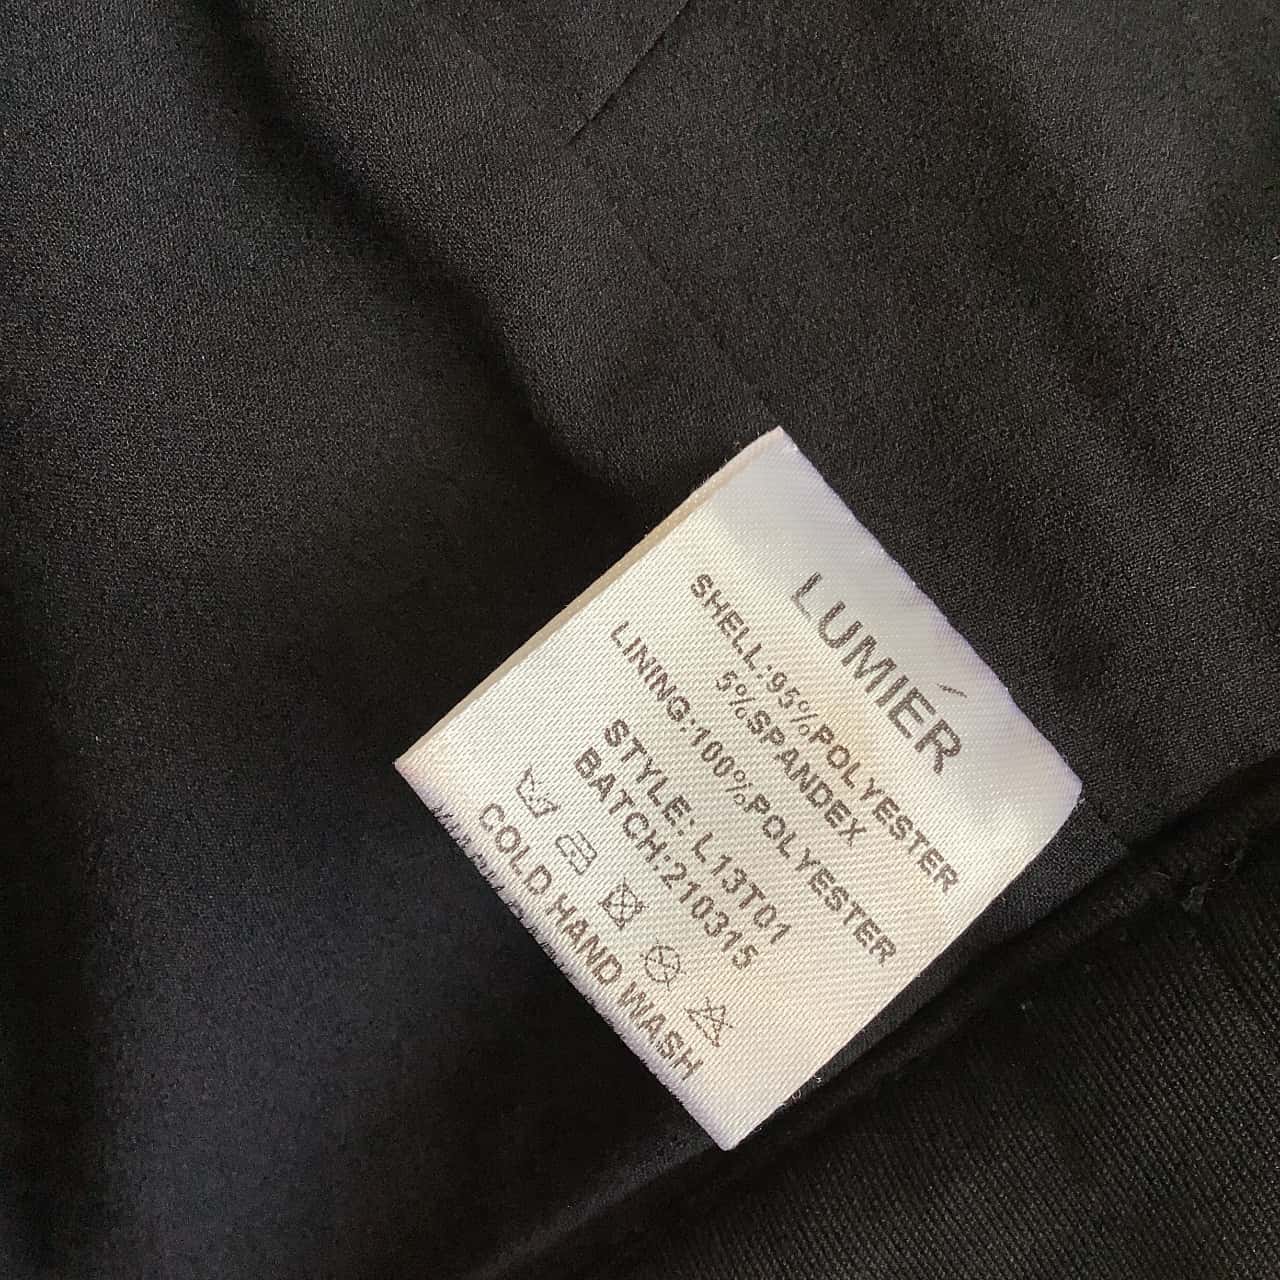 LUMIÉR
SHELL:95%POLYESTER
5%SPANDEX
LINING:100%POLYESTER
STYLE: L13T01
BATCH:210315
COLD HAND WASH